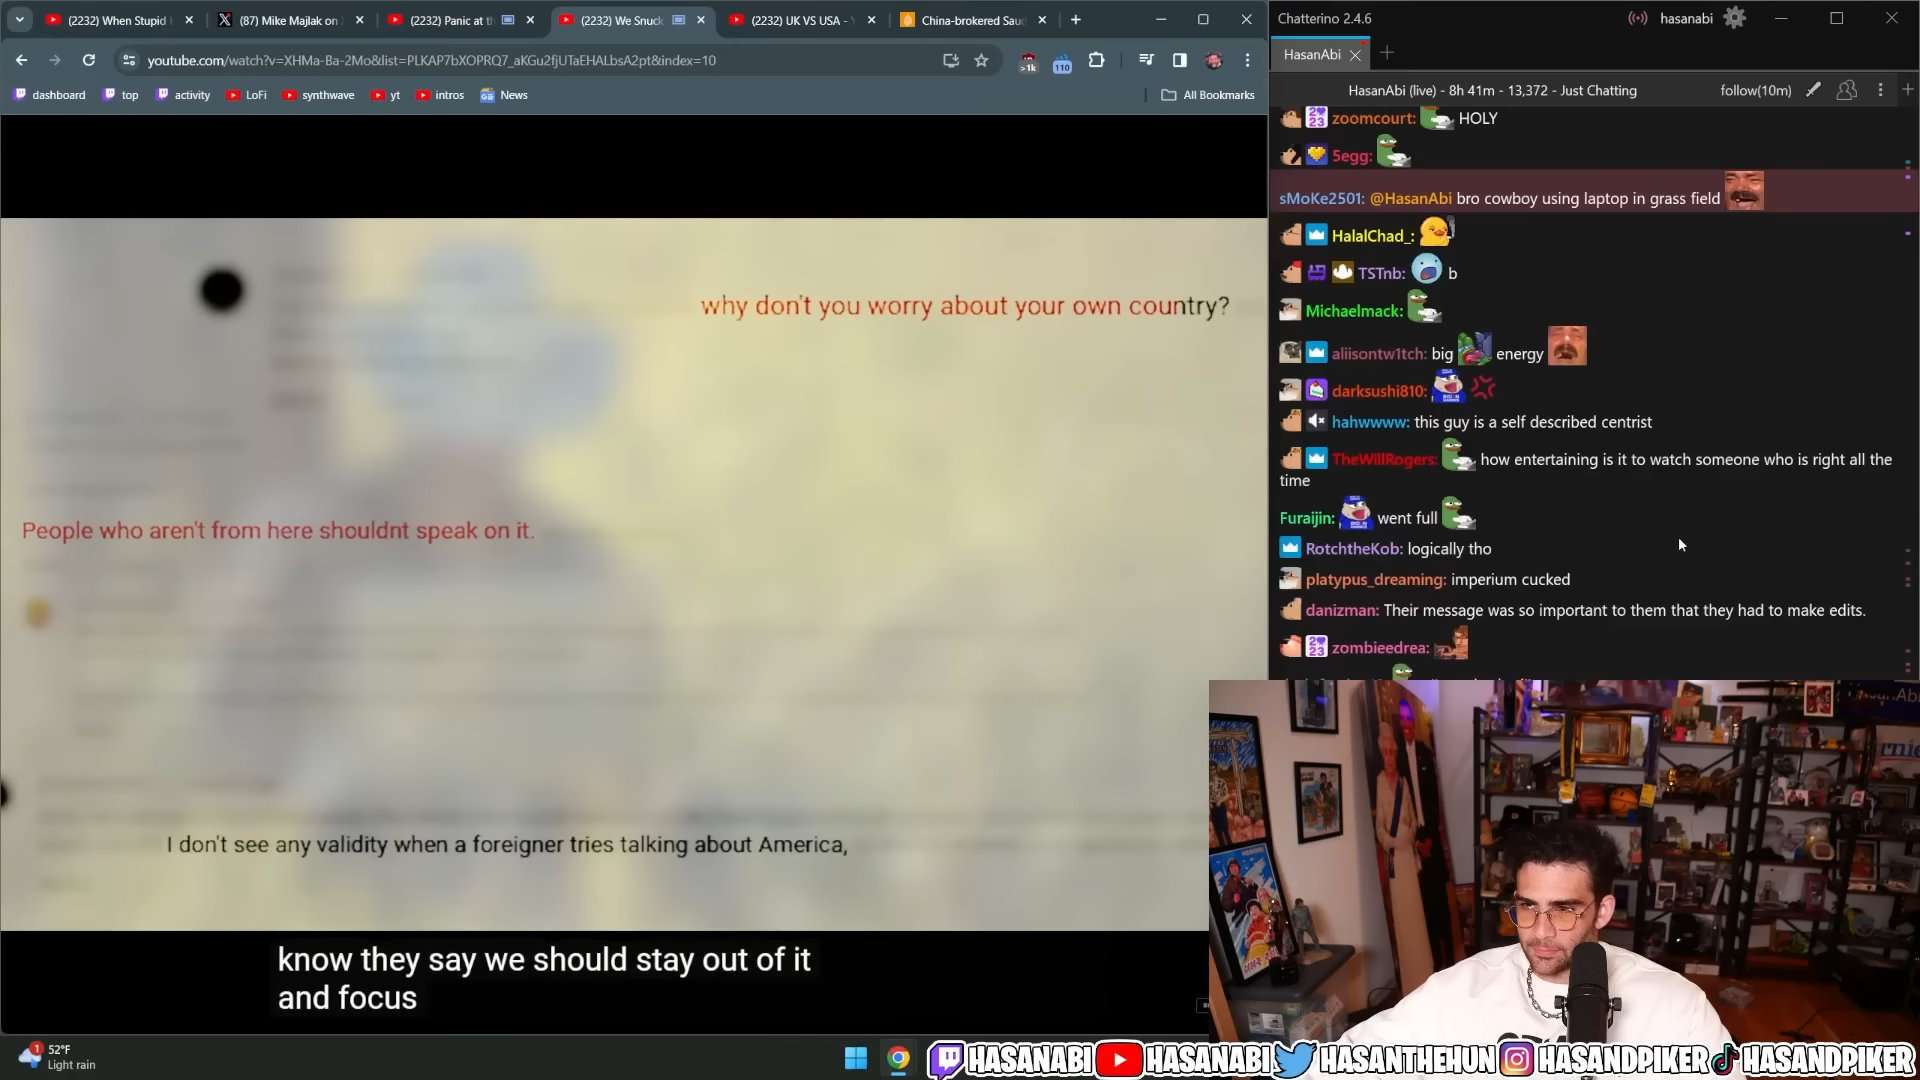 (2232) When Stupid
(87) Mike Majlak on
(2232) Panic at th
(2232) We Snuck
(2232) UK VS USA -
China-brokered Sau
youtube.com/watch?v=XHMa-Ba-2Mo&list=PLKAP7bXOPRQ7_aKGu2fjUTaEHALbsA2pt&index=10
>1k
110
dashboard
top
activity
LoFi
synthwave
yt
intros
News
All Bookmarks
why don't you worry about your own country?
People who aren't from here shouldnt speak on it.
I don't see any validity when a foreigner tries talking about America,
know they say we should stay out of it
and focus
Chatterino 2.4.6
hasanabi
HasanAbi
HasanAbi (live) - 8h 41m - 13,372 - Just Chatting
follow(10m)
zoomcourt: HOLY
5egg:
sMoKe2501: @HasanAbi bro cowboy using laptop in grass field
HalalChad_:
TSTnb: b
Michaelmack:
aliisontw1tch: big energy
darksushi810:
hahwwww: this guy is a self described centrist
TheWillRogers: how entertaining is it to watch someone who is right all the
time
Furaijin: went full
RotchtheKob: logically tho
platypus_dreaming: imperium cucked
danizman: Their message was so important to them that they had to make edits.
zombieedrea:
1
52°F
Light rain
HASANABI
HASANABI
HASANTHEHUN
HASANDPIKER
HASANDPIKER